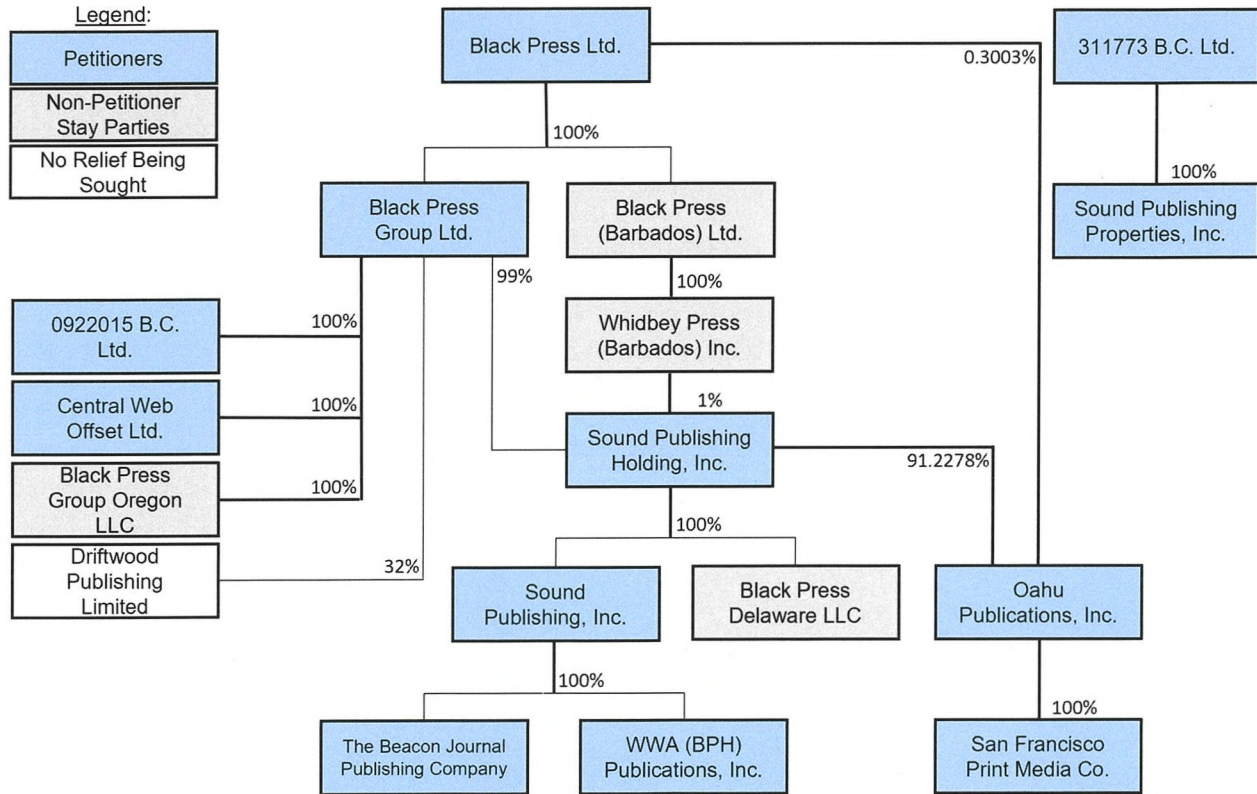 Legend:
Petitioners
Non-Petitioner
Stay Parties
No Relief Being
Sought
Black Press Ltd.
0.3003%
311773 B.C. Ltd.
100%
100%
Black Press
Group Ltd.
Black Press
(Barbados) Ltd.
Sound Publishing
Properties, Inc.
99%
100%
0922015 B.C.
Ltd.
100%
Whidbey Press
(Barbados) Inc.
Central Web
Offset Ltd.
100%
1%
Sound Publishing
Holding, Inc.
91.2278%
Black Press
Group Oregon
LLC
100%
100%
Driftwood
Publishing
Limited
32%
Sound
Publishing, Inc.
Black Press
Delaware LLC
Oahu
Publications, Inc.
100%
100%
The Beacon Journal
Publishing Company
WWA (BPH)
Publications, Inc.
San Francisco
Print Media Co.